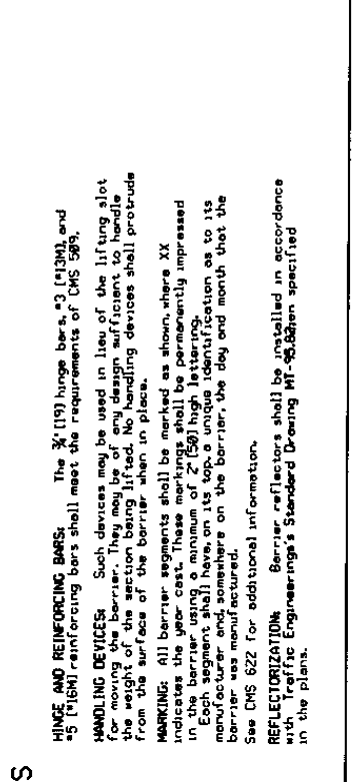 S
HINGE AND REINFORCING BARS: The ¾" [19] hinge bars, #3 [#13M], and
#5 [#16M] reinforcing bars shall meet the requirements of CMS 509.
HANDLING DEVICES: Such devices may be used in lieu of the lifting slot
for moving the barrier. They may be of any design sufficient to handle
the weight of the section being lifted. No handling devices shall protrude
from the surface of the barrier when in place.
MARKING: All barrier segments shall be marked as shown, where XX
indicates the year cast. These markings shall be permanently impressed
in the barrier using a minimum of 2" [50] high lettering.
Each segment shall have, on its top, a unique identification as to its
manufacturer and, somewhere on the barrier, the day and month that the
barrier was manufactured.
See CMS 622 for additional information.
REFLECTORIZATION: Barrier reflectors shall be installed in accordance
with Traffic Engineerings's Standard Drawing when specified
in the plans.